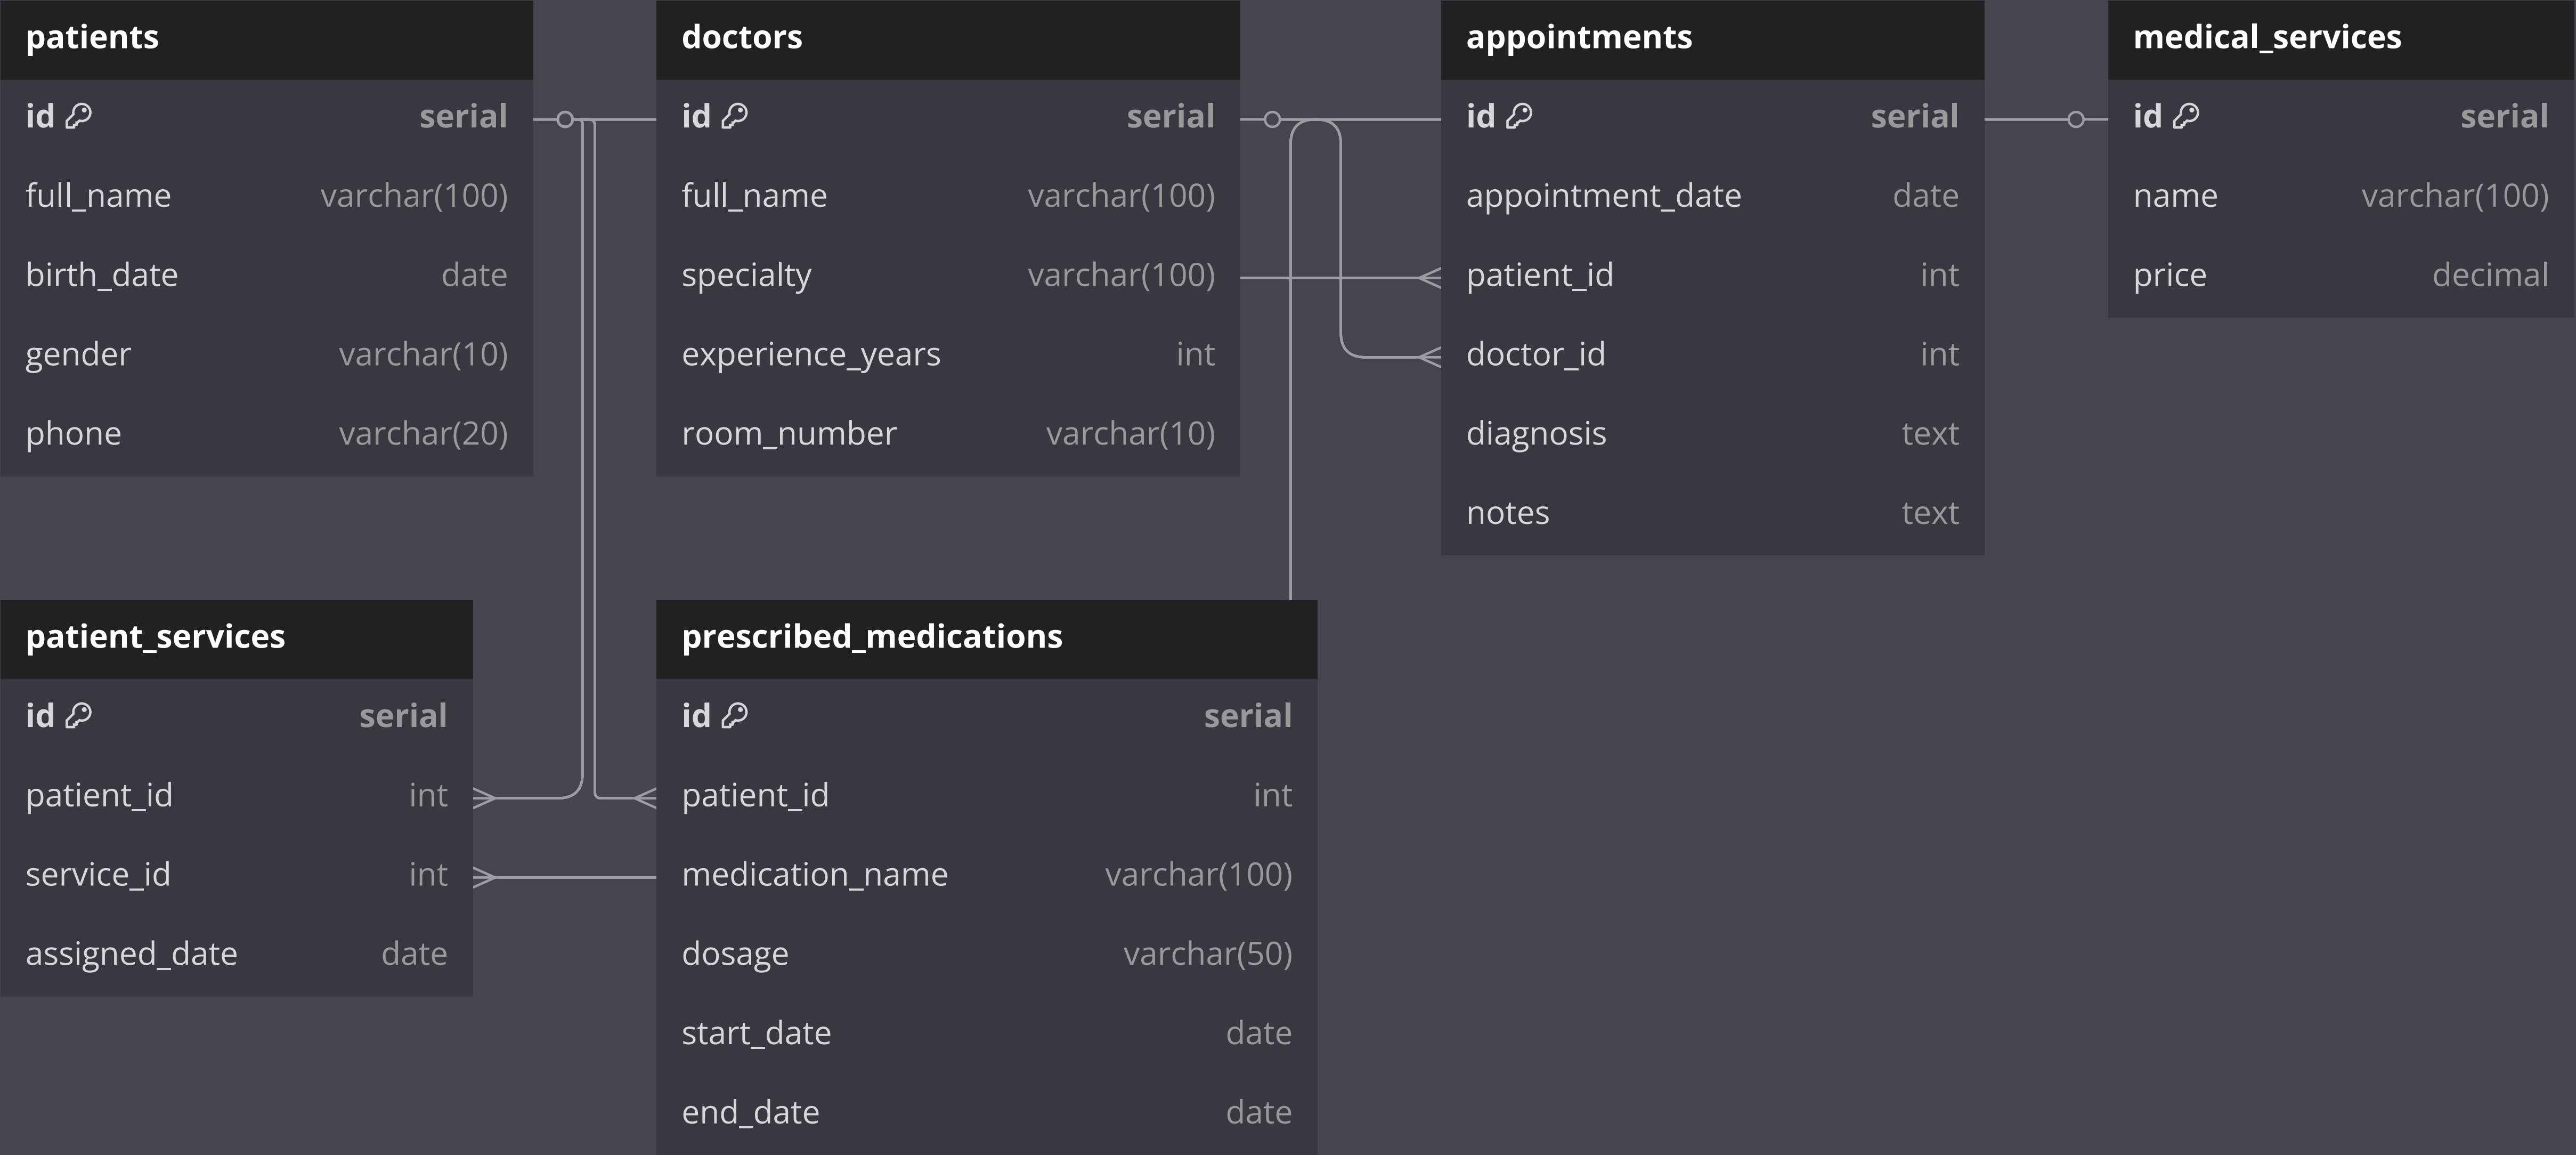 patients
id serial
full_name varchar(100)
birth_date date
gender varchar(10)
phone varchar(20)
doctors
id serial
full_name varchar(100)
specialty varchar(100)
experience_years int
room_number varchar(10)
appointments
id serial
appointment_date date
patient_id int
doctor_id int
diagnosis text
notes text
medical_services
id serial
name varchar(100)
price decimal
patient_services
id serial
patient_id int
service_id int
assigned_date date
prescribed_medications
id serial
patient_id int
medication_name varchar(100)
dosage varchar(50)
start_date date
end_date date